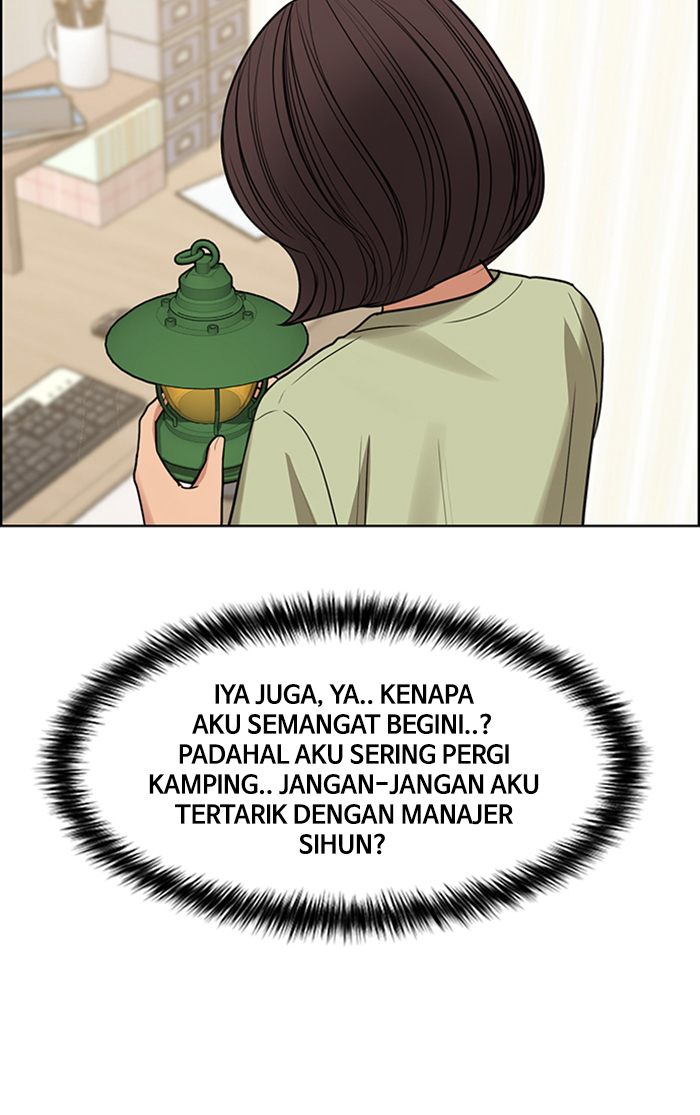 IYA JUGA, YA.. KENAPA
AKU SEMANGAT BEGINI..?
PADAHAL AKU SERING PERGI
KAMPING.. JANGAN-JANGAN AKU
TERTARIK DENGAN MANAJER
SIHUN?